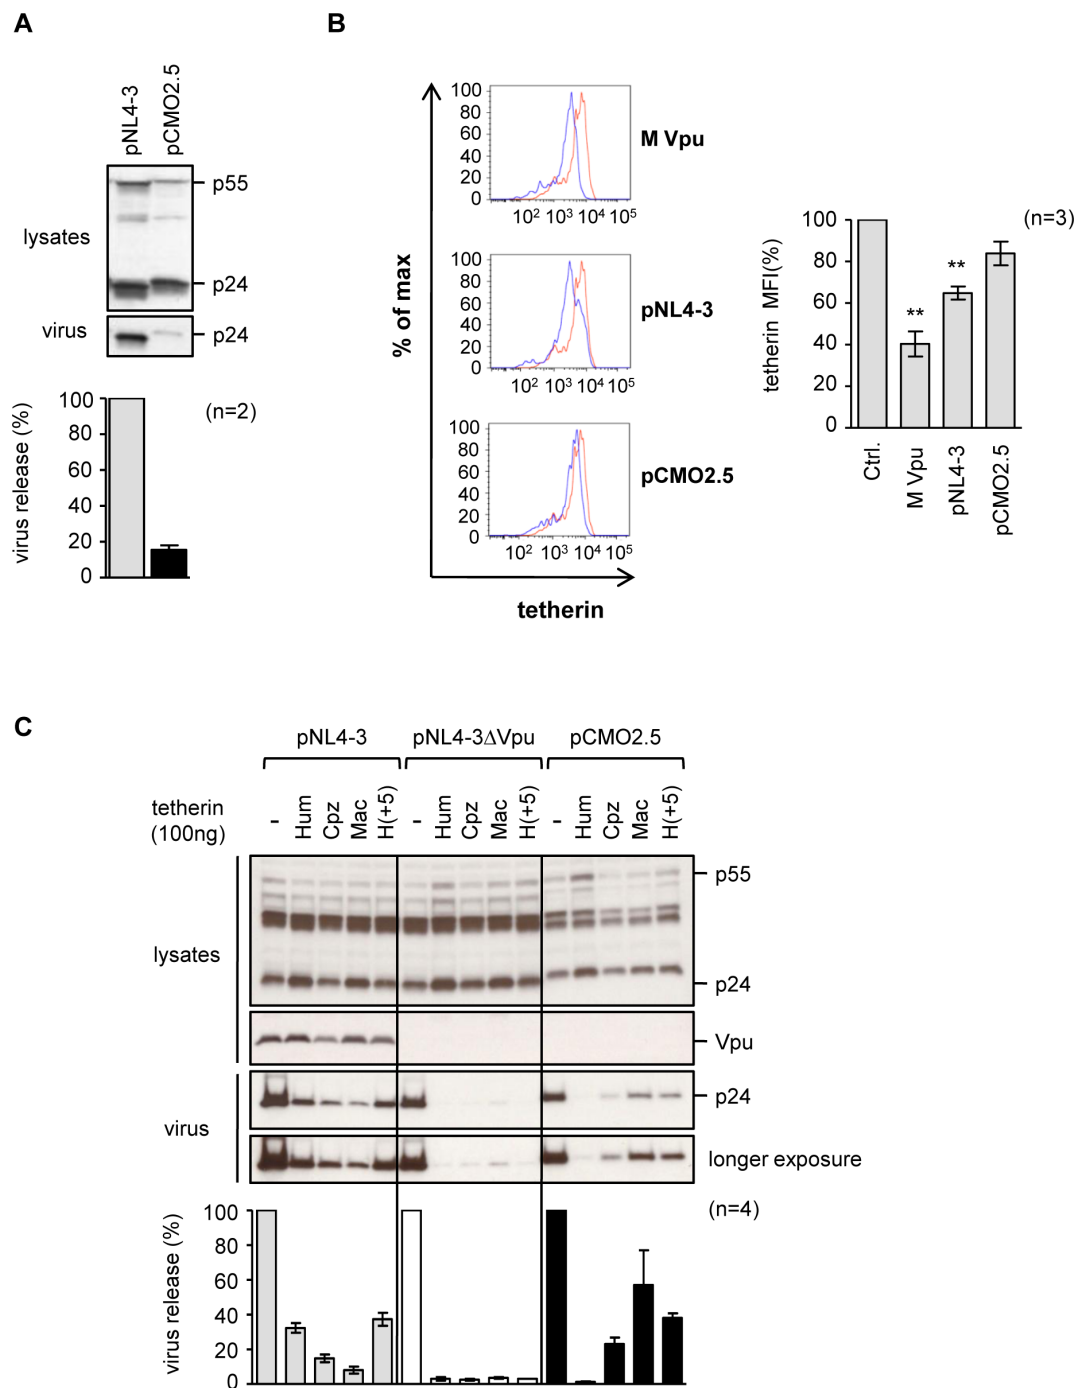 A
pNL4-3
pCMO2.5
p55
lysates
p24
virus
p24
virus release (%)
100
80
60
40
20
0
(n=2)
B
% of max
100
80
60
40
20
0
10² 10³ 10⁴ 10⁵
M Vpu
100
80
60
40
20
0
10² 10³ 10⁴ 10⁵
pNL4-3
100
80
60
40
20
0
10² 10³ 10⁴ 10⁵
pCMO2.5
tetherin
tetherin MFI(%)
100
80
60
40
20
0
(n=3)
**
**
Ctrl.
M Vpu
pNL4-3
pCMO2.5
C
pNL4-3 pNL4-3ΔVpu pCMO2.5
tetherin
(100ng)
- Hum Cpz Mac H(+5) - Hum Cpz Mac H(+5) - Hum Cpz Mac H(+5)
p55
lysates
p24
Vpu
p24
virus
longer exposure
virus release (%)
100
80
60
40
20
0
(n=4)